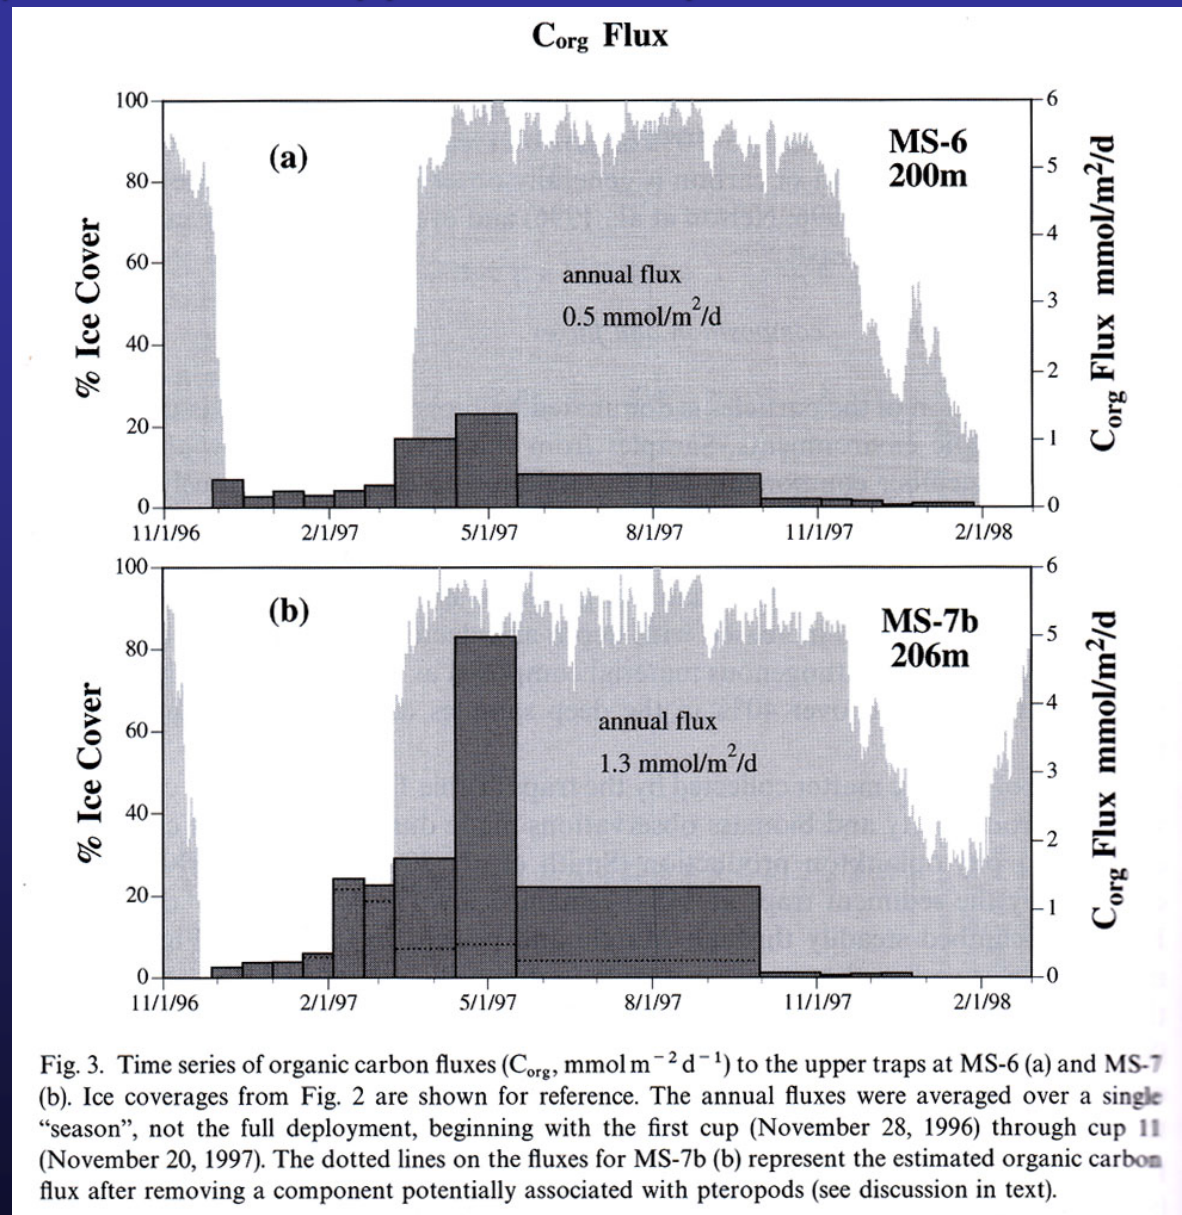 C_org Flux
100
80
60
40
20
0
% Ice Cover
(a)
MS-6
200m
annual flux
0.5 mmol/m²/d
6
5
4
3
2
1
0
C_org Flux mmol/m²/d
11/1/96 2/1/97 5/1/97 8/1/97 11/1/97 2/1/98
100
80
60
40
20
0
% Ice Cover
(b)
MS-7b
206m
annual flux
1.3 mmol/m²/d
6
5
4
3
2
1
0
C_org Flux mmol/m²/d
11/1/96 2/1/97 5/1/97 8/1/97 11/1/97 2/1/98
Fig. 3. Time series of organic carbon fluxes (C_org, mmol m⁻² d⁻¹) to the upper traps at MS-6 (a) and MS-7
(b). Ice coverages from Fig. 2 are shown for reference. The annual fluxes were averaged over a single
“season”, not the full deployment, beginning with the first cup (November 28, 1996) through cup 11
(November 20, 1997). The dotted lines on the fluxes for MS-7b (b) represent the estimated organic carbon
flux after removing a component potentially associated with pteropods (see discussion in text).